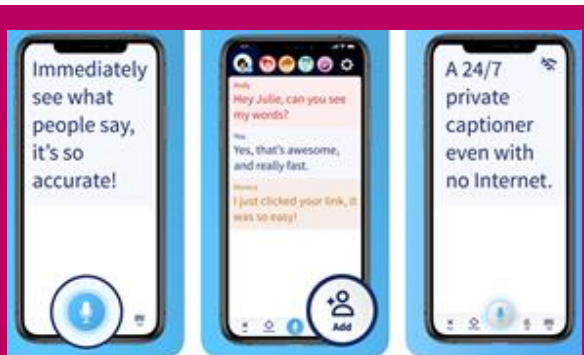 Immediately
see what
people say,
it's so
accurate!
Andy
Hey Julie, can you see
my words?
You
Yes, that's awesome,
and really fast.
Monica
I just clicked your link, it
was so easy!
Add
A 24/7
private
captioner
even with
no Internet.